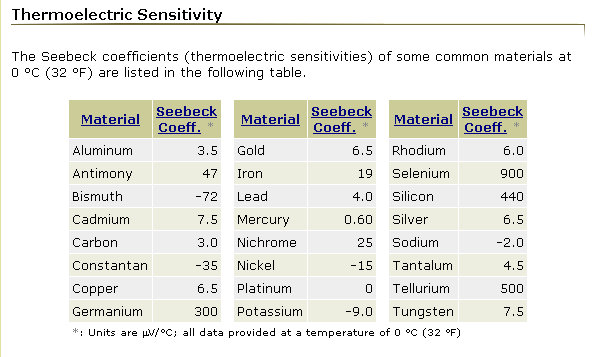 Thermoelectric Sensitivity
The Seebeck coefficients (thermoelectric sensitivities) of some common materials at
0 ºC (32 ºF) are listed in the following table.
Material Seebeck Coeff. * Material Seebeck Coeff. * Material Seebeck Coeff. *
Aluminum 3.5 Gold 6.5 Rhodium 6.0
Antimony 47 Iron 19 Selenium 900
Bismuth -72 Lead 4.0 Silicon 440
Cadmium 7.5 Mercury 0.60 Silver 6.5
Carbon 3.0 Nichrome 25 Sodium -2.0
Constantan -35 Nickel -15 Tantalum 4.5
Copper 6.5 Platinum 0 Tellurium 500
Germanium 300 Potassium -9.0 Tungsten 7.5
*: Units are µV/ºC; all data provided at a temperature of 0 ºC (32 ºF)